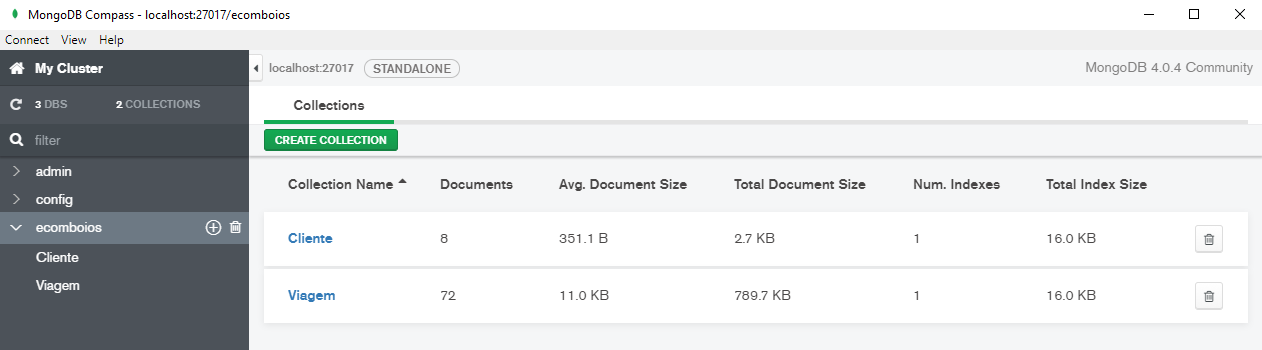 MongoDB Compass - localhost:27017/ecomboios
Connect View Help
My Cluster
localhost:27017 STANDALONE MongoDB 4.0.4 Community
3 DBS 2 COLLECTIONS
Collections
filter
CREATE COLLECTION
admin
config
ecomboios
Cliente
Viagem
Collection Name Documents Avg. Document Size Total Document Size Num. Indexes Total Index Size
Cliente 8 351.1 B 2.7 KB 1 16.0 KB
Viagem 72 11.0 KB 789.7 KB 1 16.0 KB